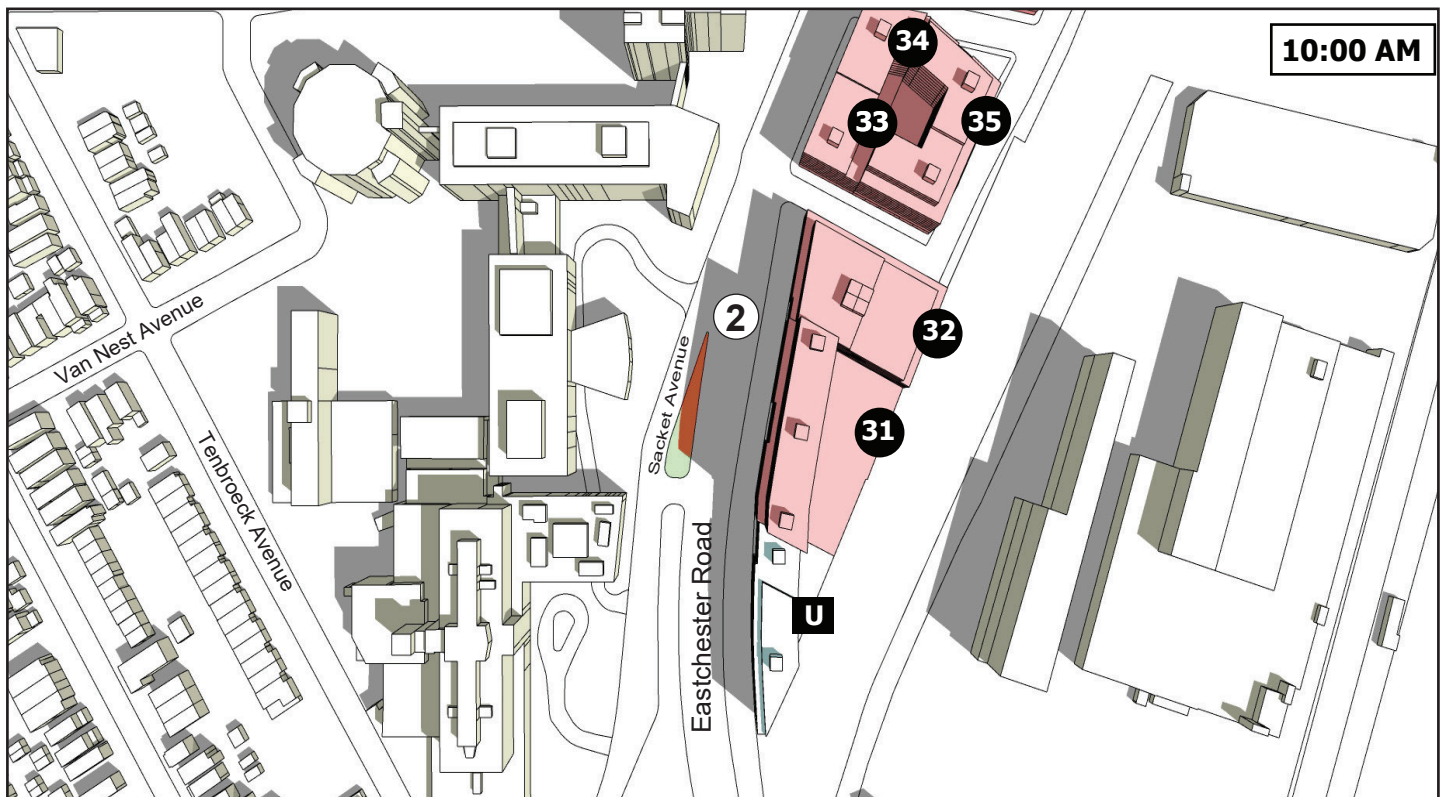 10:00 AM
34
33
35
2
32
31
Van Nest Avenue
Sacket Avenue
Tenbroeck Avenue
Eastchester Road
U